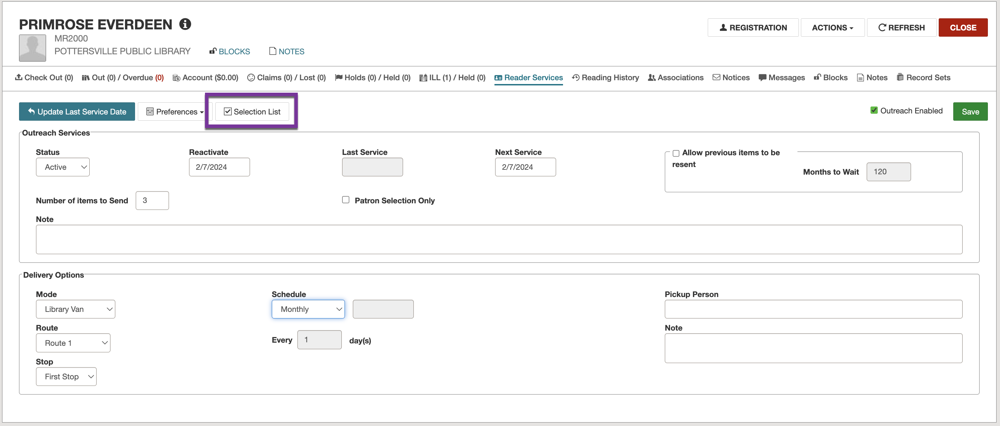 PRIMROSE EVERDEEN
REGISTRATION ACTIONS REFRESH CLOSE
MR2000
POTTERSVILLE PUBLIC LIBRARY BLOCKS NOTES
Check Out (0) Out (0) / Overdue (0) Account ($0.00) Claims (0) / Lost (0) Holds (0) / Held (0) ILL (1) / Held (0) Reader Services Reading History Associations Notices Messages Blocks Notes Record Sets
Update Last Service Date Preferences Selection List Outreach Enabled Save
Outreach Services
Status Reactivate Last Service Next Service Allow previous items to be
resent
Active 2/7/2024 2/7/2024 Months to Wait 120
Number of items to Send 3 Patron Selection Only
Note
Delivery Options
Mode Schedule Pickup Person
Library Van Monthly
Route Note
Route 1 Every 1 day(s)
Stop
First Stop